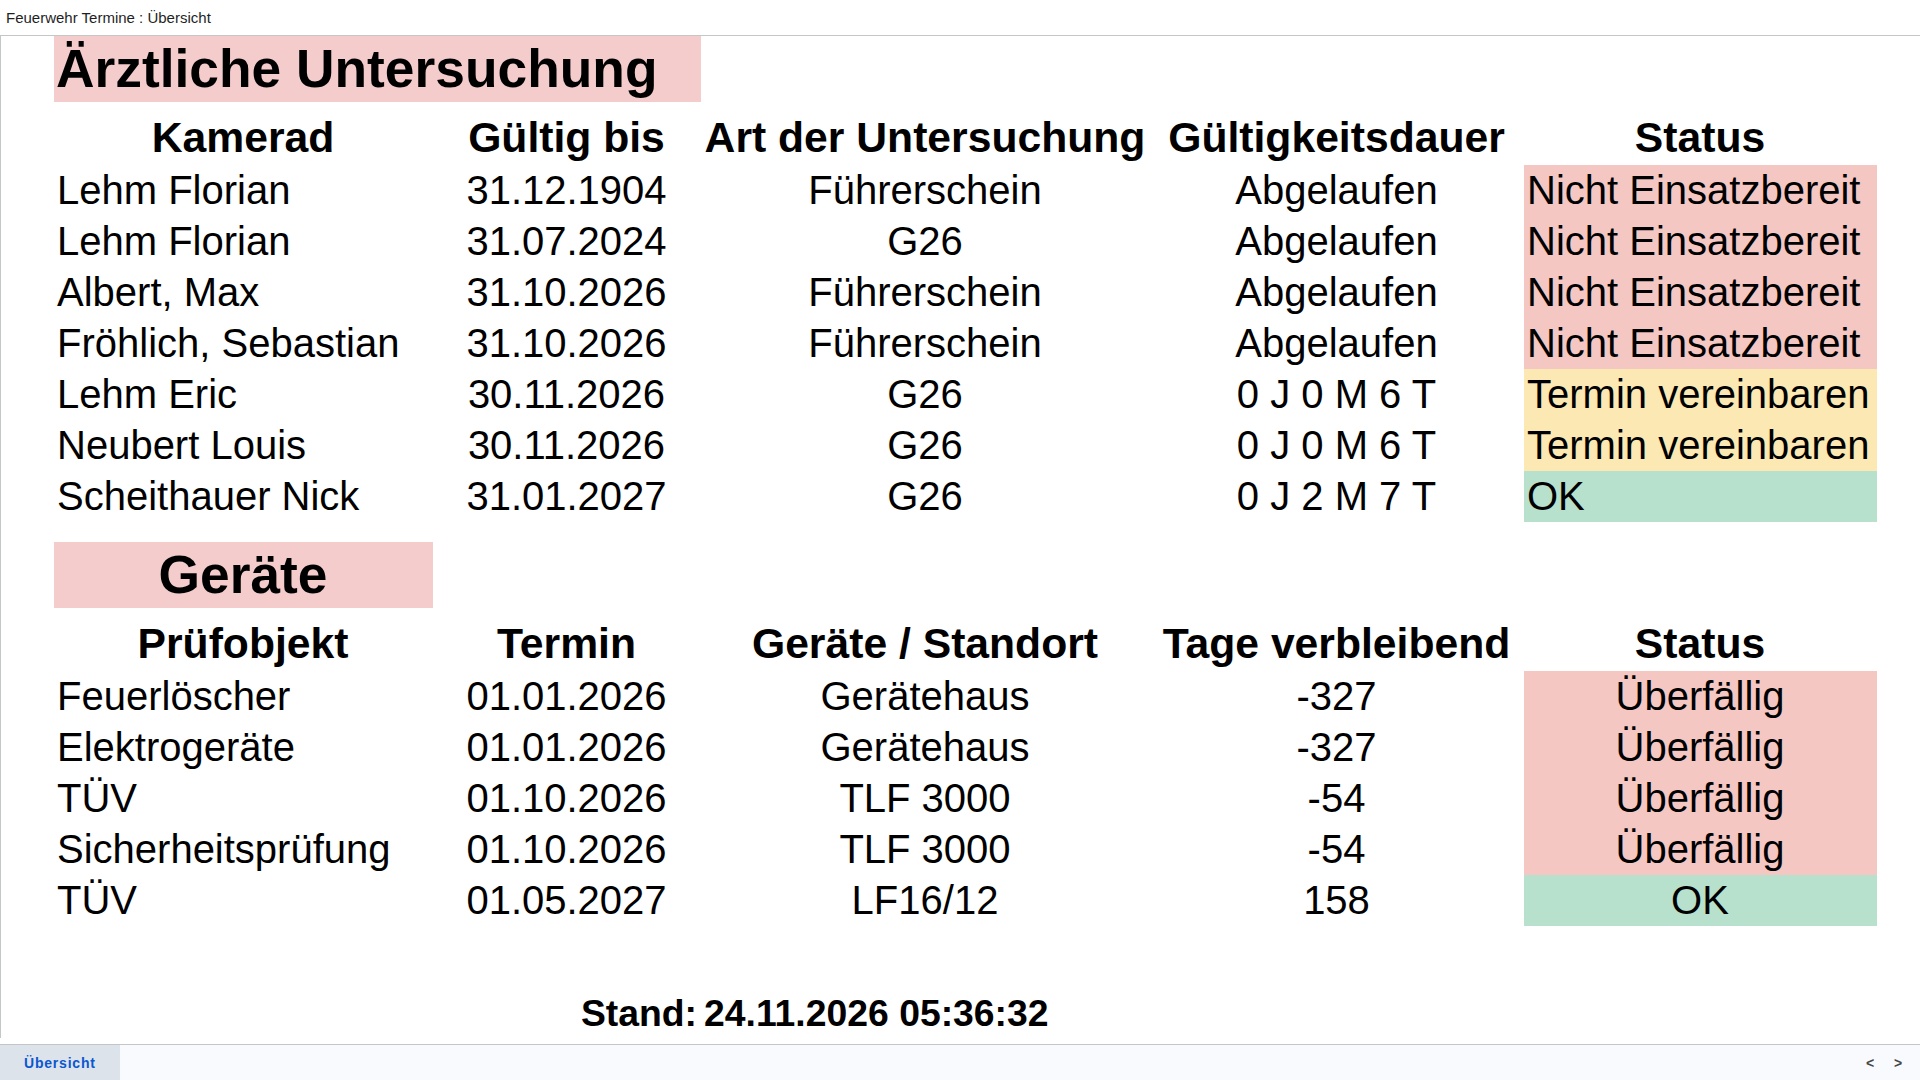 Feuerwehr Termine : Übersicht
Ärztliche Untersuchung
Kamerad Gültig bis Art der Untersuchung Gültigkeitsdauer Status
Lehm Florian 31.12.1904 Führerschein Abgelaufen Nicht Einsatzbereit
Lehm Florian 31.07.2024 G26 Abgelaufen Nicht Einsatzbereit
Albert, Max 31.10.2026 Führerschein Abgelaufen Nicht Einsatzbereit
Fröhlich, Sebastian 31.10.2026 Führerschein Abgelaufen Nicht Einsatzbereit
Lehm Eric 30.11.2026 G26 0 J 0 M 6 T Termin vereinbaren
Neubert Louis 30.11.2026 G26 0 J 0 M 6 T Termin vereinbaren
Scheithauer Nick 31.01.2027 G26 0 J 2 M 7 T OK
Geräte
Prüfobjekt Termin Geräte / Standort Tage verbleibend Status
Feuerlöscher 01.01.2026 Gerätehaus -327 Überfällig
Elektrogeräte 01.01.2026 Gerätehaus -327 Überfällig
TÜV 01.10.2026 TLF 3000 -54 Überfällig
Sicherheitsprüfung 01.10.2026 TLF 3000 -54 Überfällig
TÜV 01.05.2027 LF16/12 158 OK
Stand: 24.11.2026 05:36:32
Übersicht < >